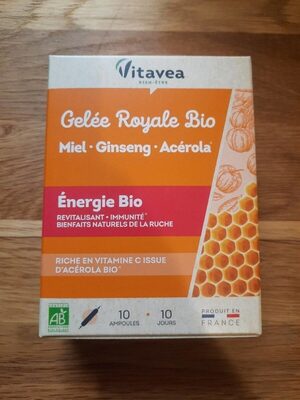 Vitavea
BIEN-ÊTRE
Gelée Royale Bio
Miel • Ginseng • Acérola*
Énergie Bio
REVITALISANT • IMMUNITÉ**
BIENFAITS NATURELS DE LA RUCHE
RICHE EN VITAMINE C ISSUE
D'ACÉROLA BIO**
AB
10
AMPOULES
10
JOURS
PRODUIT EN
FRANCE